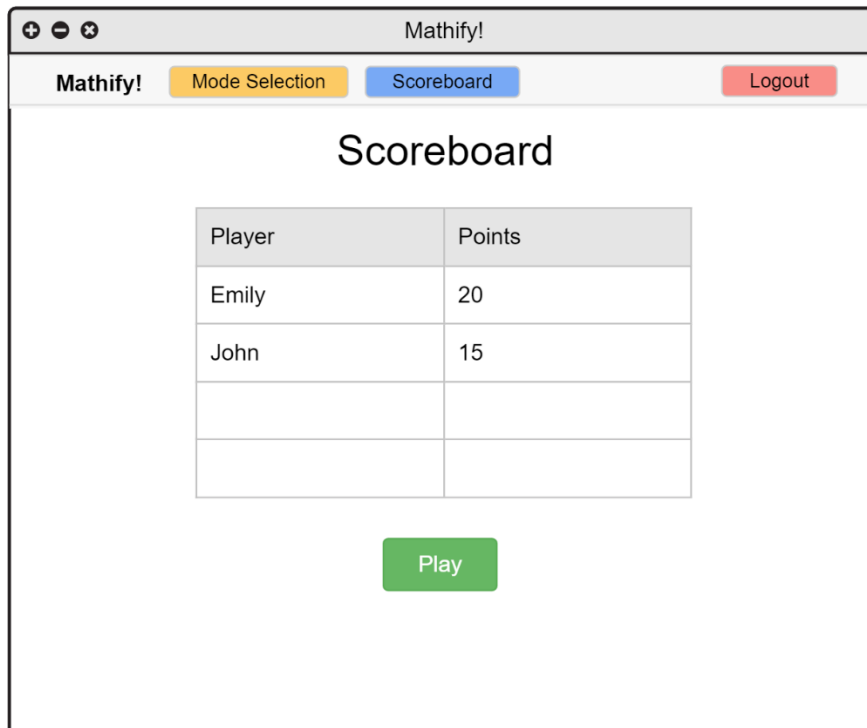 Mathify!
Mathify! Mode Selection Scoreboard Logout
Scoreboard
Player Points
Emily 20
John 15
Play